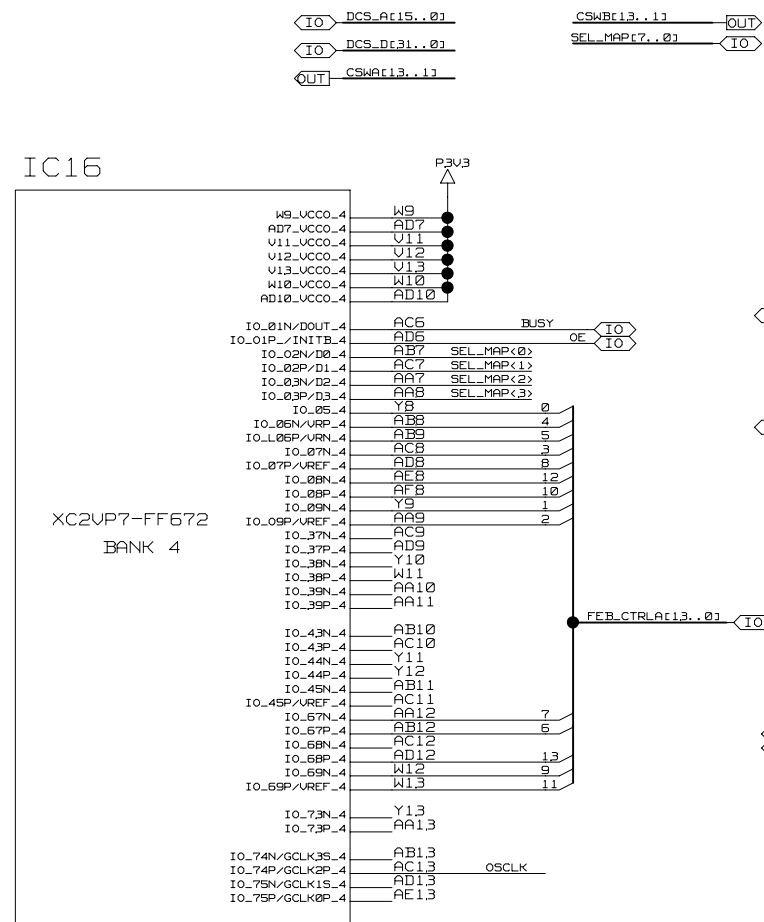 IO DCS_A[15..0] CSWB[13..1] OUT
IO DCS_D[31..0] SEL_MAP[7..0] IO
OUT CSWA[13..1]
IC16
P3V3
W9_VCCO_4 W9
AD7_VCCO_4 AD7
V11_VCCO_4 V11
V12_VCCO_4 V12
V13_VCCO_4 V13
W10_VCCO_4 W10
AD10_VCCO_4 AD10
IO_01N/DOUT_4 AC6 BUSY IO
IO_01P_/INITB_4 AD6 OE IO
IO_02N/D0_4 AB7 SEL_MAP<0>
IO_02P/D1_4 AC7 SEL_MAP<1>
IO_03N/D2_4 AA7 SEL_MAP<2>
IO_03P/D3_4 AA8 SEL_MAP<3>
IO_05_4 Y8 0
IO_06N/VRP_4 AB8 4
IO_L06P/VRN_4 AB9 5
IO_07N_4 AC8 3
IO_07P/VREF_4 AD8 8
IO_08N_4 AE8 12
IO_08P_4 AF8 10
IO_09N_4 Y9 1
IO_09P/VREF_4 AA9 2
XC2VP7-FF672
BANK 4
IO_37N_4 AC9
IO_37P_4 AD9
IO_38N_4 Y10
IO_38P_4 W11
IO_39N_4 AA10
IO_39P_4 AA11
FEB_CTRLA[13..0] IO
IO_43N_4 AB10
IO_43P_4 AC10
IO_44N_4 Y11
IO_44P_4 Y12
IO_45N_4 AB11
IO_45P/VREF_4 AC11
IO_67N_4 AA12 7
IO_67P_4 AB12 6
IO_68N_4 AC12
IO_68P_4 AD12 13
IO_69N_4 W12 9
IO_69P/VREF_4 W13 11
IO_73N_4 Y13
IO_73P_4 AA13
IO_74N/GCLK3S_4 AB13
IO_74P/GCLK2P_4 AC13 OSCLK
IO_75N/GCLK1S_4 AD13
IO_75P/GCLK0P_4 AE13